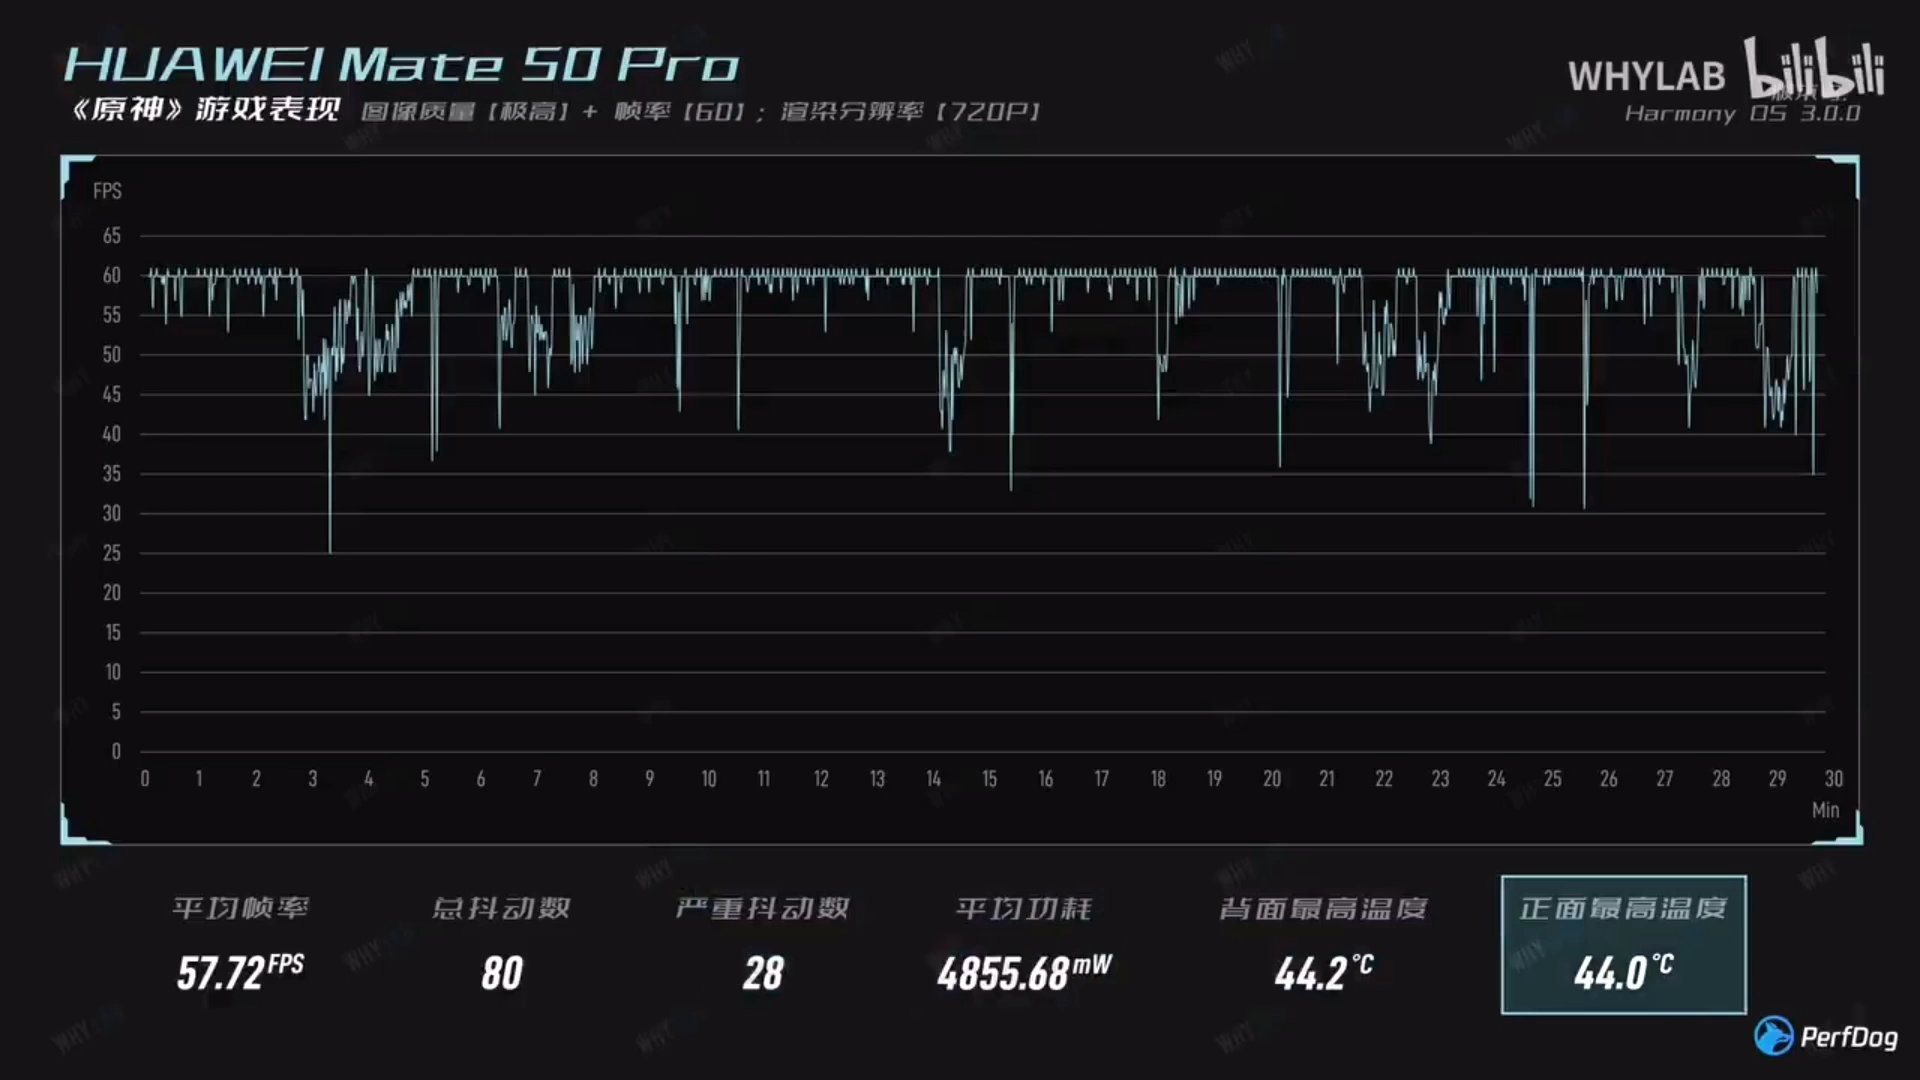 HUAWEI Mate 50 Pro
《原神》游戏表现 图像质量【极高】+ 帧率【60】；渲染分辨率【720P】
WHYLAB bilibili
Harmony OS 3.0.0
FPS
65
60
55
50
45
40
35
30
25
20
15
10
5
0
0 1 2 3 4 5 6 7 8 9 10 11 12 13 14 15 16 17 18 19 20 21 22 23 24 25 26 27 28 29 30
Min
平均帧率 总抖动数 严重抖动数 平均功耗 背面最高温度 正面最高温度
57.72FPS 80 28 4855.68mW 44.2°C 44.0°C
PerfDog